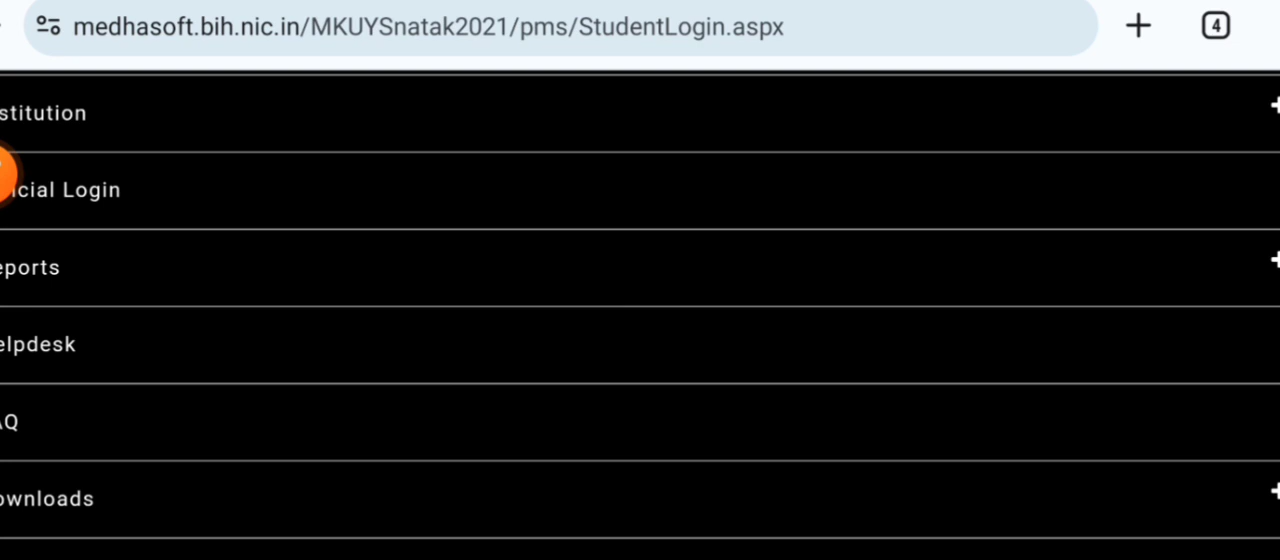 medhasoft.bih.nic.in/MKUYSnatak2021/pms/StudentLogin.aspx
4
stitution
icial Login
eports
elpdesk
AQ
ownloads